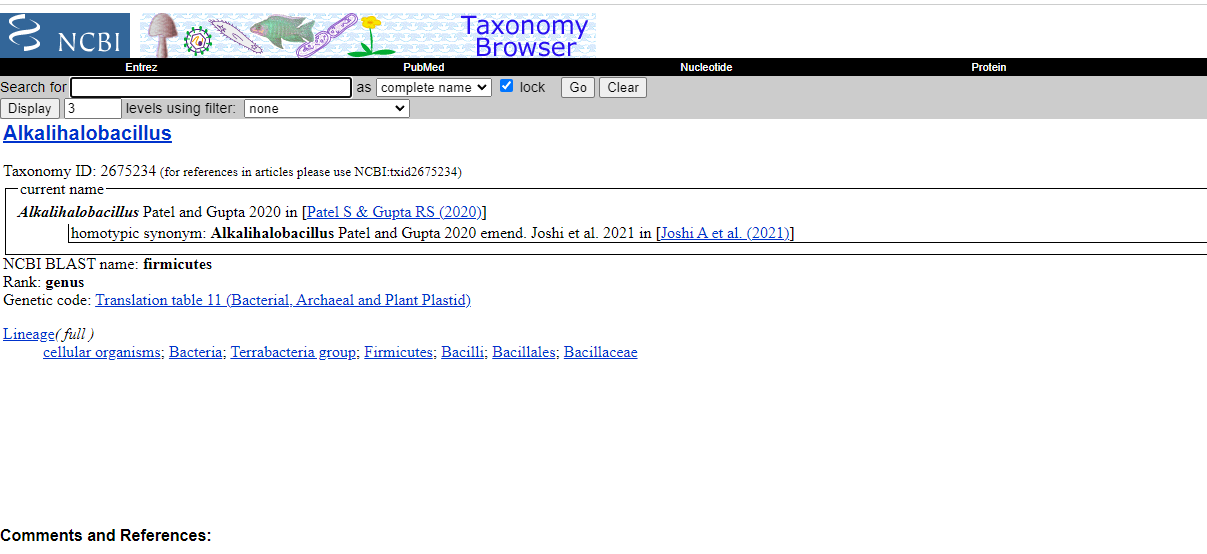 NCBI
Taxonomy
Browser
Entrez PubMed Nucleotide Protein
Search for as complete name lock Go Clear
Display 3 levels using filter: none
Alkalihalobacillus
Taxonomy ID: 2675234 (for references in articles please use NCBI:txid2675234)
current name
Alkalihalobacillus Patel and Gupta 2020 in [Patel S & Gupta RS (2020)]
homotypic synonym: Alkalihalobacillus Patel and Gupta 2020 emend. Joshi et al. 2021 in [Joshi A et al. (2021)]
NCBI BLAST name: firmicutes
Rank: genus
Genetic code: Translation table 11 (Bacterial, Archaeal and Plant Plastid)
Lineage( full )
cellular organisms; Bacteria; Terrabacteria group; Firmicutes; Bacilli; Bacillales; Bacillaceae
Comments and References: